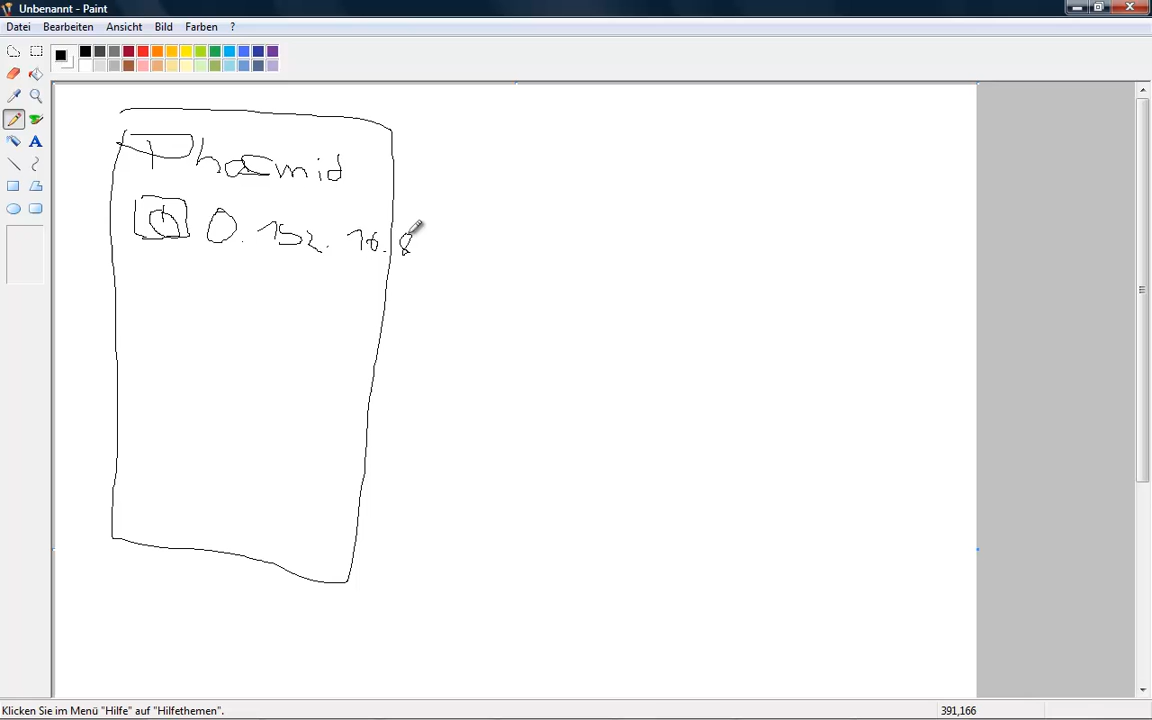 Unbenannt - Paint
Datei Bearbeiten Ansicht Bild Farben ?
Phamid
0.152.16.8
Klicken Sie im Menü "Hilfe" auf "Hilfethemen".
391,166